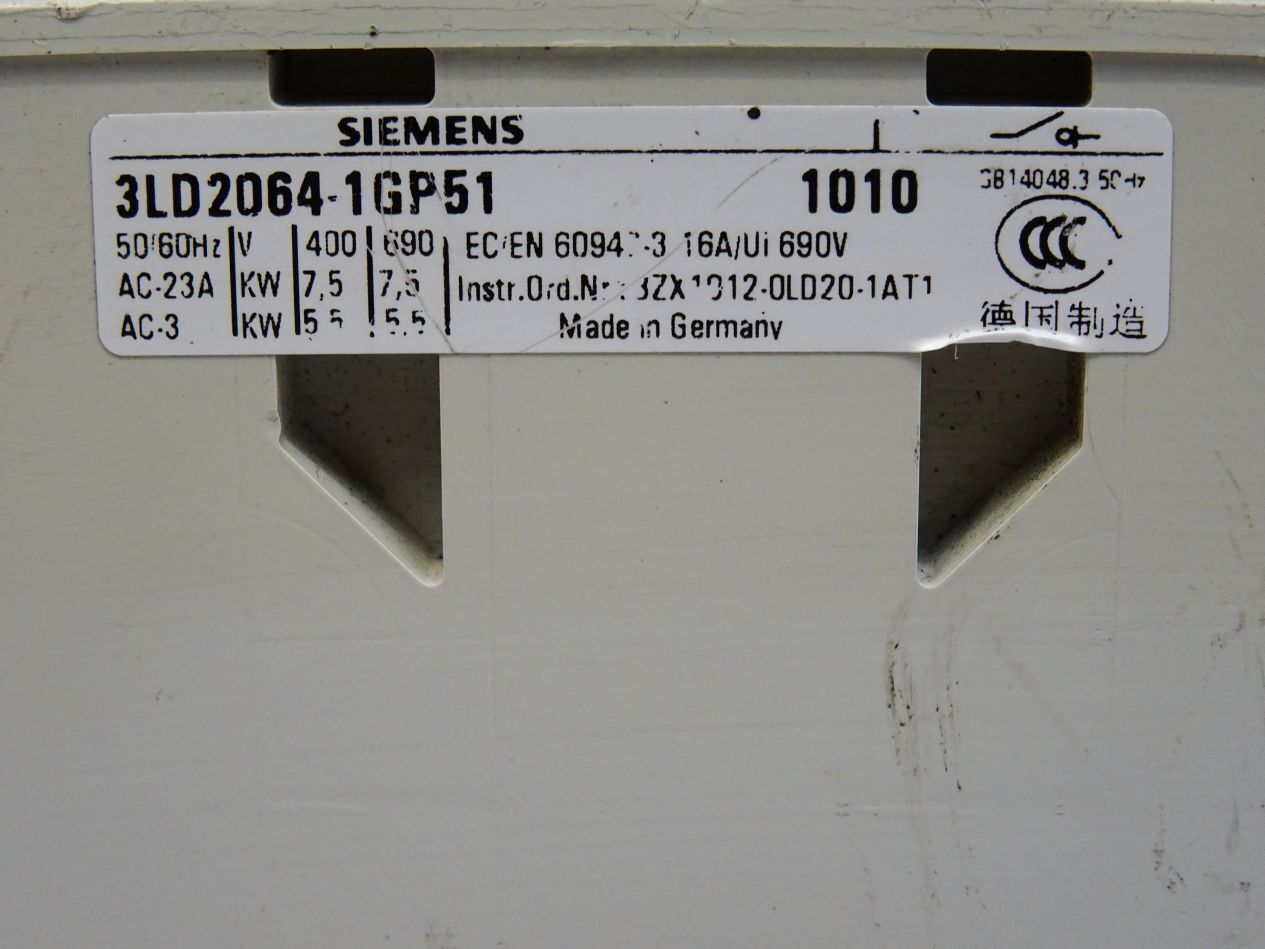 SIEMENS
3LD2064-1GP51 1010
GB14048.3 50Hz
50/60Hz V 400 690 IEC/EN 60947-3 16A/Ui 690V
CCC
AC-23A KW 7,5 7,5 Instr.Ord.Nr.: 3ZX1012-0LD20-1AT1
AC-3 KW 5,5 5,5 Made in Germany
德国制造